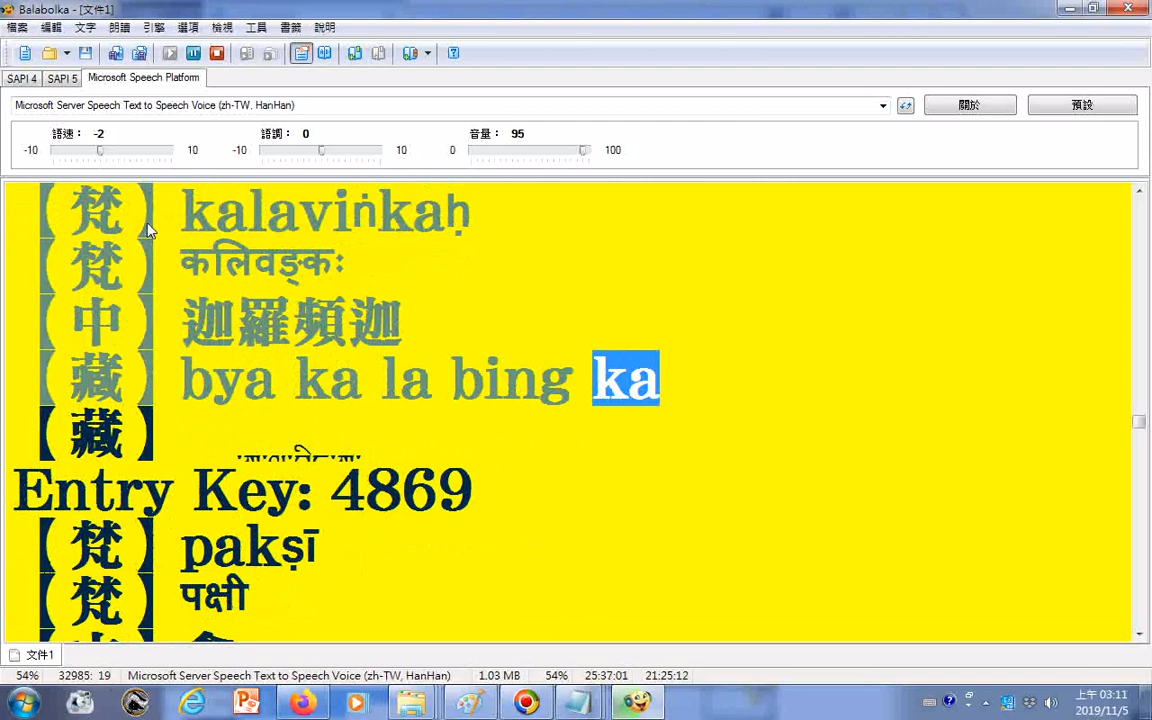 Balabolka - [文件1]
檔案 編輯 文字 朗讀 引擎 選項 檢視 工具 書籤 說明
SAPI 4 SAPI 5 Microsoft Speech Platform
Microsoft Server Speech Text to Speech Voice (zh-TW, HanHan) 關於 預設
語速： -2 語調： 0 音量： 95
-10 10 -10 10 0 100
【梵】 kalaviṅkaḥ
【梵】 कलिवङ्कः
【中】 迦羅頻迦
【藏】 bya ka la bing ka
【藏】
Entry Key: 4869
【梵】 pakṣī
【梵】 पक्षी
文件1
54% 32985: 19 Microsoft Server Speech Text to Speech Voice (zh-TW, HanHan) 1.03 MB 54% 25:37:01 21:25:12
上午 03:11
2019/11/5